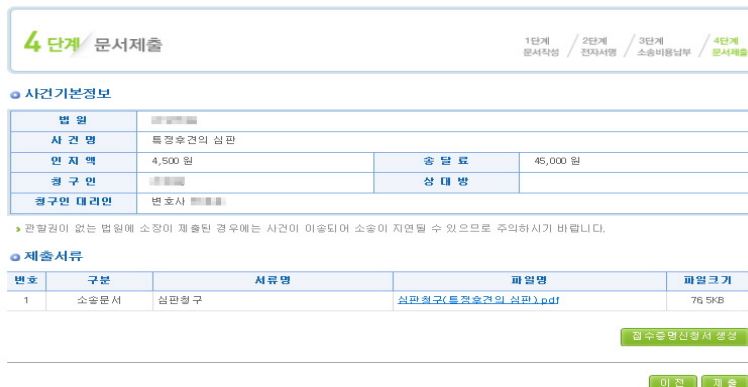 4 단계 문서제출
1단계 문서작성 / 2단계 전자서명 / 3단계 소송비용납부 / 4단계 문서제출
사건기본정보
법 원
사 건 명 특정후견의 심판
인 지 액 4,500 원 송 달 료 45,000 원
청 구 인 상 대 방
청구인 대리인 변호사
관할권이 없는 법원에 소장이 제출된 경우에는 사건이 이송되어 소송이 지연될 수 있으므로 주의하시기 바랍니다.
제출서류
번호 구분 서류명 파일명 파일크기
1 소송문서 심판청구 심판청구(특정후견의 심판).pdf 76,5KB
접수증명신청서 생성
이 전 제 출